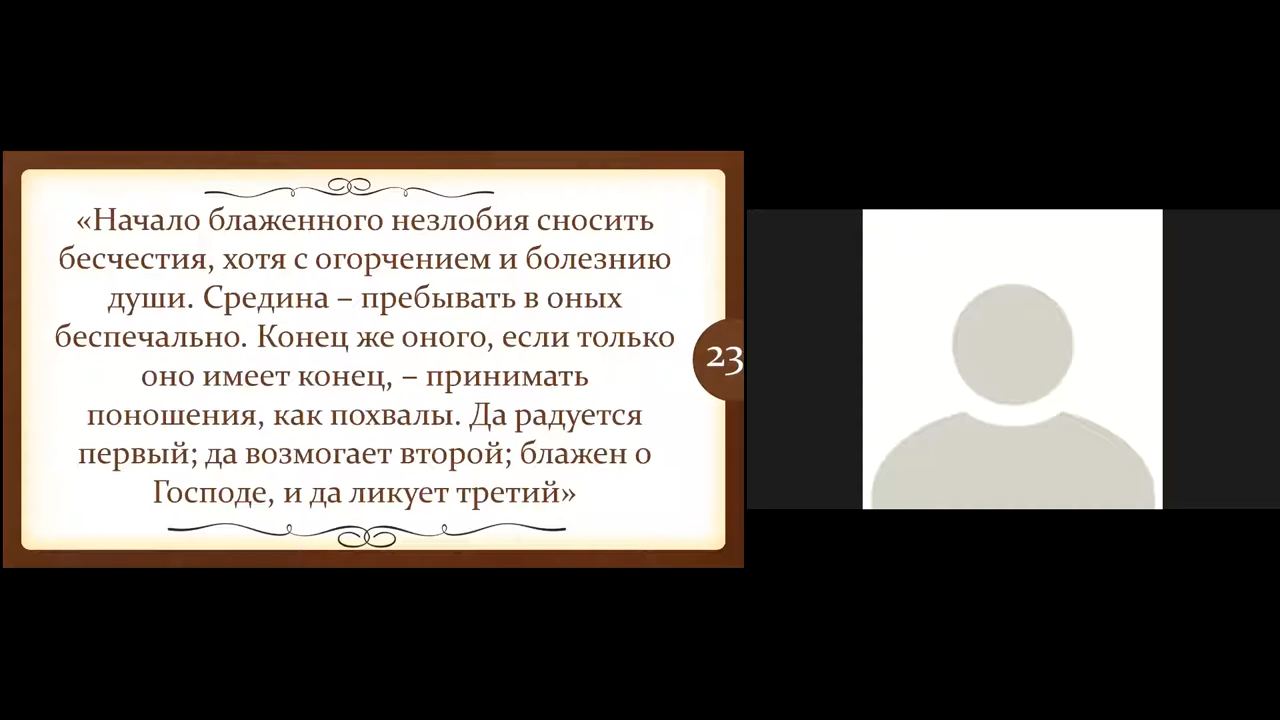 «Начало блаженного незлобия сносить
бесчестия, хотя с огорчением и болезнию
души. Средина – пребывать в оных
беспечально. Конец же оного, если только
оно имеет конец, – принимать
поношения, как похвалы. Да радуется
первый; да возмогает второй; блажен о
Господе, и да ликует третий»
23